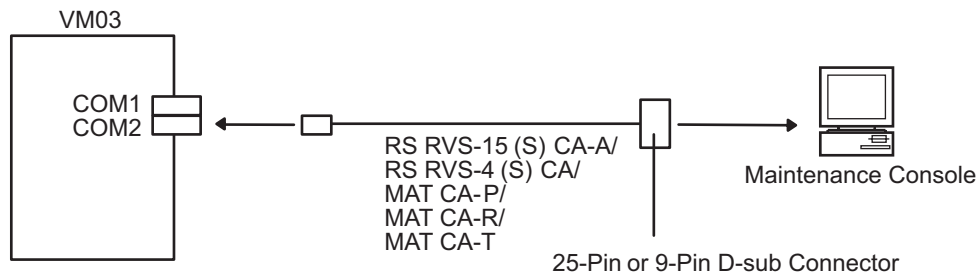 VM03
COM1
COM2
RS RVS-15 (S) CA-A/
RS RVS-4 (S) CA/
MAT CA-P/
MAT CA-R/
MAT CA-T
Maintenance Console
25-Pin or 9-Pin D-sub Connector